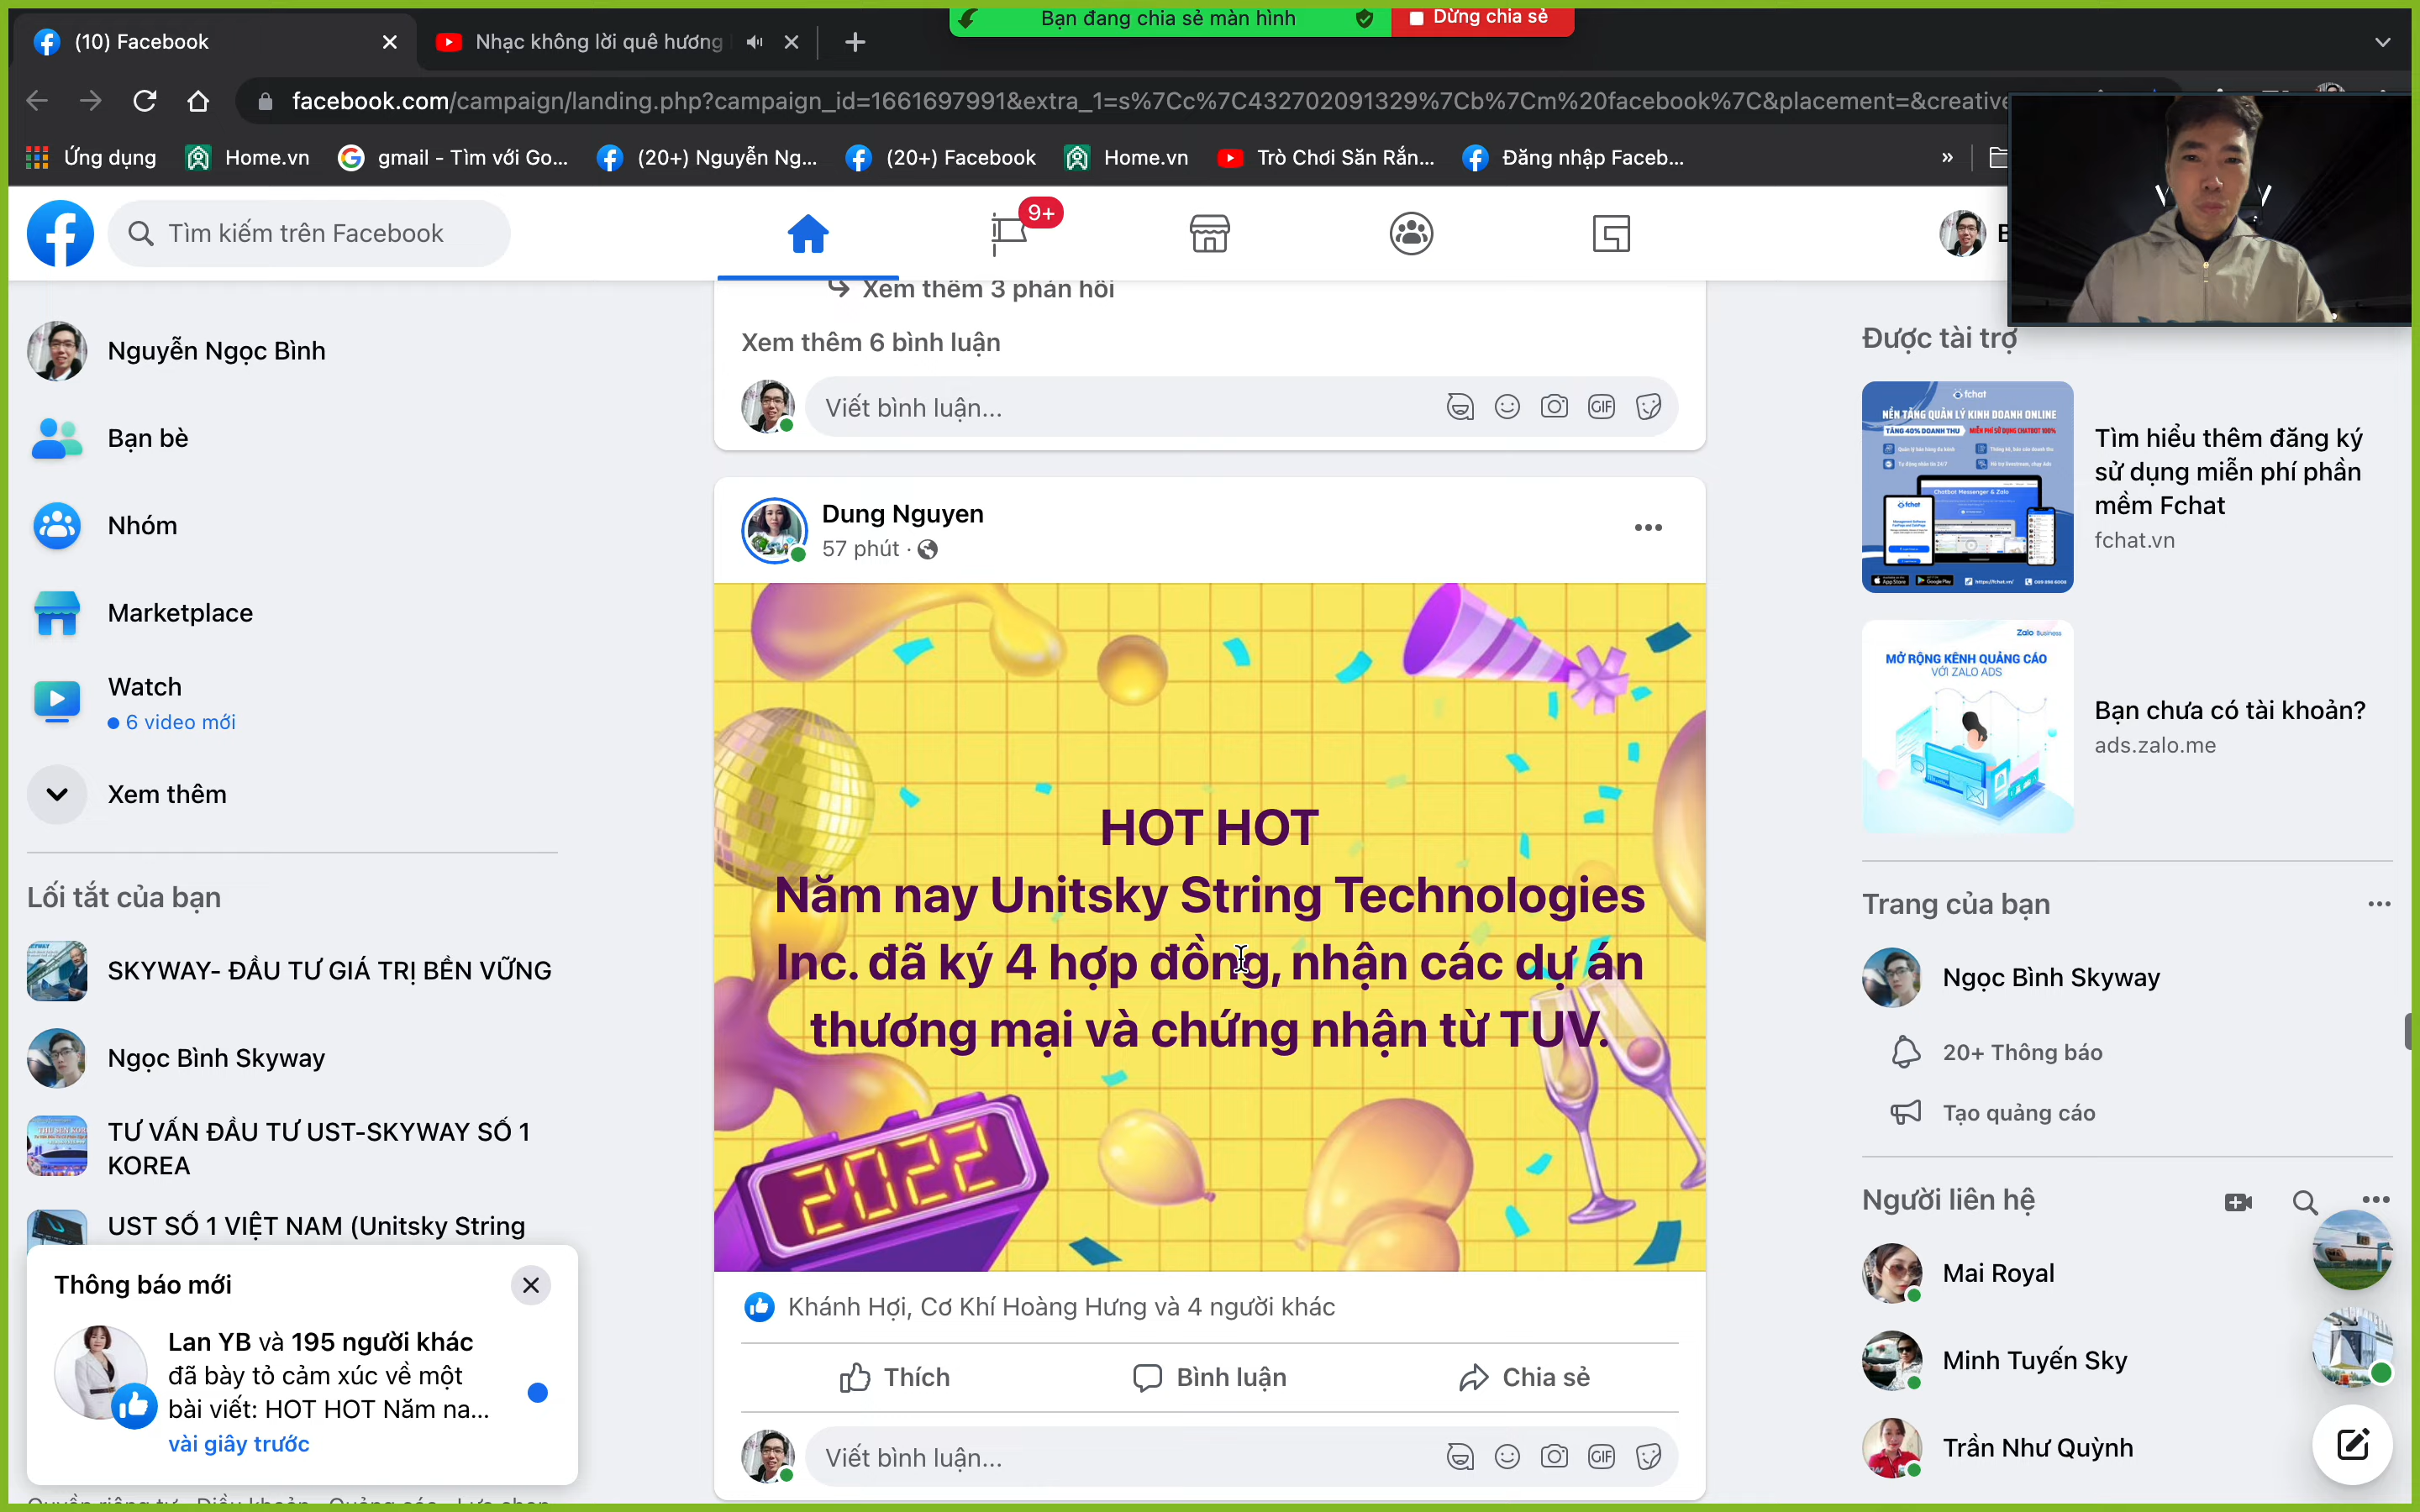 Bạn đang chia sẻ màn hình
Dừng chia sẻ
(10) Facebook
Nhạc không lời quê hương
facebook.com/campaign/landing.php?campaign_id=1661697991&extra_1=s%7Cc%7C432702091329%7Cb%7Cm%20facebook%7C&placement=&creative
Ứng dụng
Home.vn
gmail - Tìm với Go...
(20+) Nguyễn Ng...
(20+) Facebook
Home.vn
Trò Chơi Săn Rắn...
Đăng nhập Faceb...
»
Tìm kiếm trên Facebook
9+
Nguyễn Ngọc Bình
Bạn bè
Nhóm
Marketplace
Watch
6 video mới
Xem thêm
Lối tắt của bạn
SKYWAY- ĐẦU TƯ GIÁ TRỊ BỀN VỮNG
Ngọc Bình Skyway
TƯ VẤN ĐẦU TƯ UST-SKYWAY SỐ 1
KOREA
UST SỐ 1 VIỆT NAM (Unitsky String
Thông báo mới
Lan YB và 195 người khác
đã bày tỏ cảm xúc về một
bài viết: HOT HOT Năm na...
vài giây trước
Xem thêm 3 phản hồi
Xem thêm 6 bình luận
Viết bình luận...
GIF
Dung Nguyen
57 phút ·
HOT HOT
Năm nay Unitsky String Technologies
Inc. đã ký 4 hợp đồng, nhận các dự án
thương mại và chứng nhận từ TUV.
2022
Khánh Hợi, Cơ Khí Hoàng Hưng và 4 người khác
Thích
Bình luận
Chia sẻ
Viết bình luận...
GIF
Được tài trợ
fchat
NỀN TẢNG QUẢN LÝ KINH DOANH ONLINE
TĂNG 40% DOANH THU
MIỄN PHÍ SỬ DỤNG CHATBOT 100%
Chatbot Messenger & Zalo
Tìm hiểu thêm đăng ký
sử dụng miễn phí phần
mềm Fchat
fchat.vn
Zalo Business
MỞ RỘNG KÊNH QUẢNG CÁO
VỚI ZALO ADS
Bạn chưa có tài khoản?
ads.zalo.me
Trang của bạn
Ngọc Bình Skyway
20+ Thông báo
Tạo quảng cáo
Người liên hệ
Mai Royal
Minh Tuyến Sky
Trần Như Quỳnh